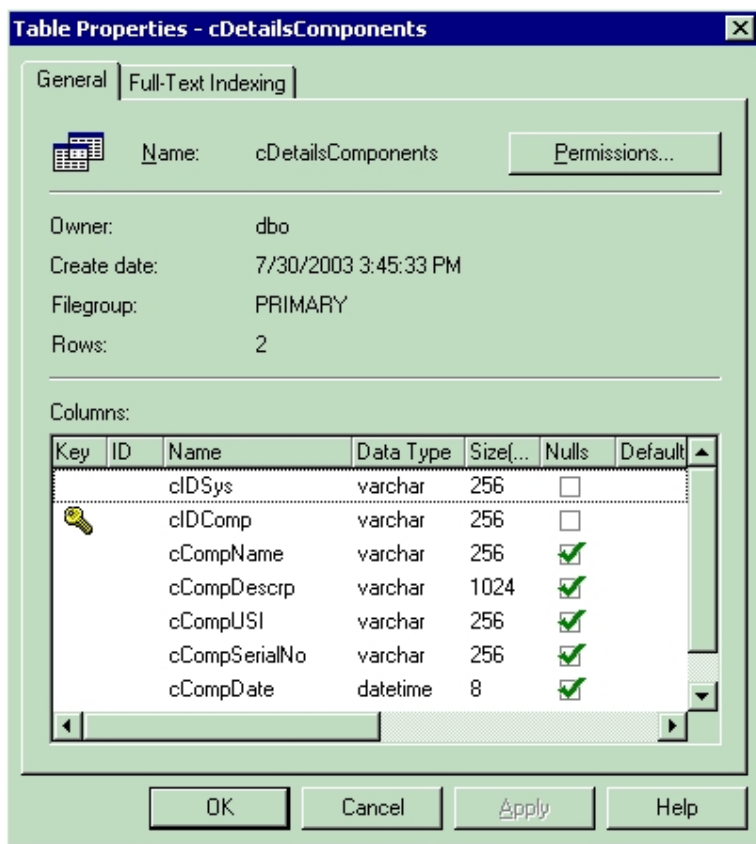 Table Properties - cDetailsComponents
General Full-Text Indexing
Name: cDetailsComponents Permissions...
Owner: dbo
Create date: 7/30/2003 3:45:33 PM
Filegroup: PRIMARY
Rows: 2
Columns:
Key ID Name Data Type Size(... Nulls Default
cIDSys varchar 256
cIDComp varchar 256
cCompName varchar 256
cCompDescrp varchar 1024
cCompUSI varchar 256
cCompSerialNo varchar 256
cCompDate datetime 8
OK Cancel Apply Help